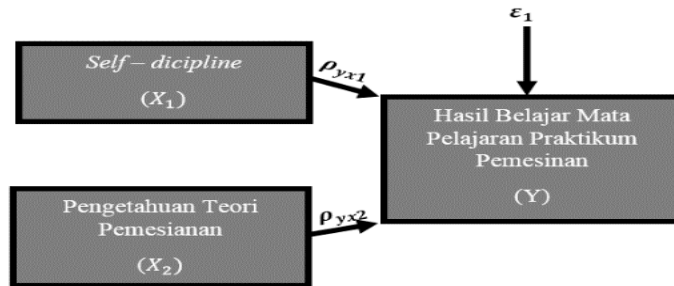 ε₁
Self – dicipline
(X₁)
ρyx1
Hasil Belajar Mata
Pelajaran Praktikum
Pemesinan
(Y)
Pengetahuan Teori
Pemesianan
(X₂)
ρyx2